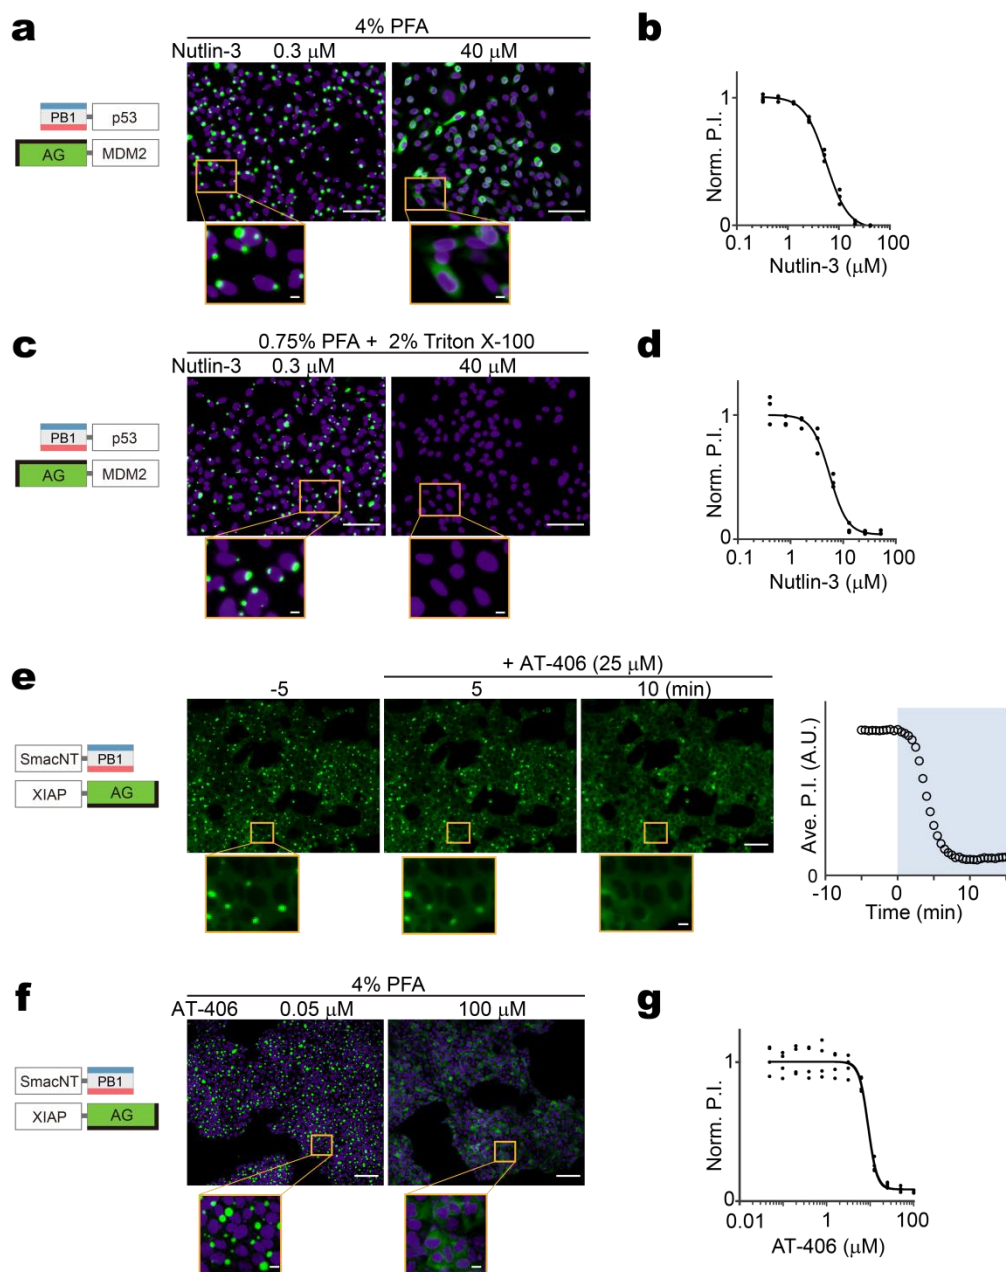 a
4% PFA
Nutlin-3 0.3 μM 40 μM
PB1 p53
AG MDM2
b
Norm. P.I.
1
0
0.1 1 10 100
Nutlin-3 (μM)
c
0.75% PFA + 2% Triton X-100
Nutlin-3 0.3 μM 40 μM
PB1 p53
AG MDM2
d
Norm. P.I.
1
0
0.1 1 10 100
Nutlin-3 (μM)
e
+ AT-406 (25 μM)
-5 5 10 (min)
SmacNT PB1
XIAP AG
Ave. P.I. (A.U.)
0
-10 0 10
Time (min)
f
4% PFA
AT-406 0.05 μM 100 μM
SmacNT PB1
XIAP AG
g
Norm. P.I.
1
0
0.01 1 100
AT-406 (μM)